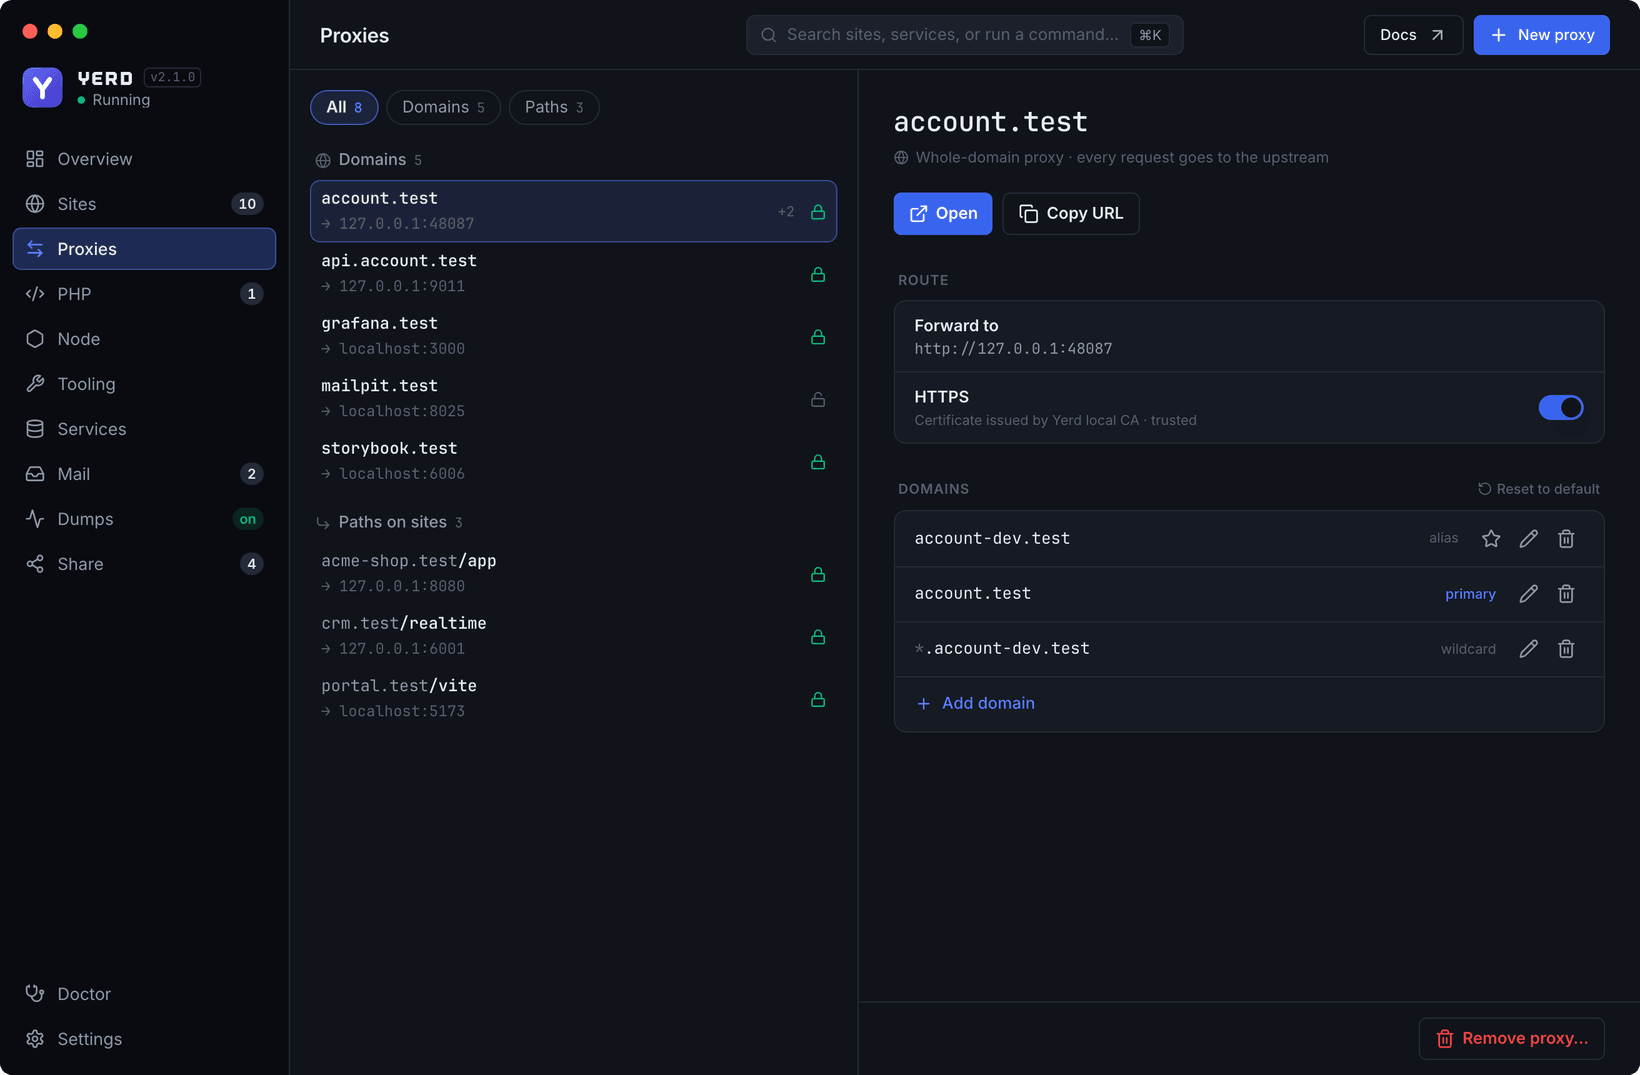 Y
YERD v2.1.0
Running
Overview
Sites 10
Proxies
PHP 1
Node
Tooling
Services
Mail 2
Dumps on
Share 4
Doctor
Settings
Proxies
Search sites, services, or run a command... ⌘K
Docs
New proxy
All 8
Domains 5
Paths 3
Domains 5
account.test
→ 127.0.0.1:48087
+2
api.account.test
→ 127.0.0.1:9011
grafana.test
→ localhost:3000
mailpit.test
→ localhost:8025
storybook.test
→ localhost:6006
Paths on sites 3
acme-shop.test/app
→ 127.0.0.1:8080
crm.test/realtime
→ 127.0.0.1:6001
portal.test/vite
→ localhost:5173
account.test
Whole-domain proxy · every request goes to the upstream
Open
Copy URL
ROUTE
Forward to
http://127.0.0.1:48087
HTTPS
Certificate issued by Yerd local CA · trusted
DOMAINS
Reset to default
account-dev.test alias
account.test primary
*.account-dev.test wildcard
+ Add domain
Remove proxy...